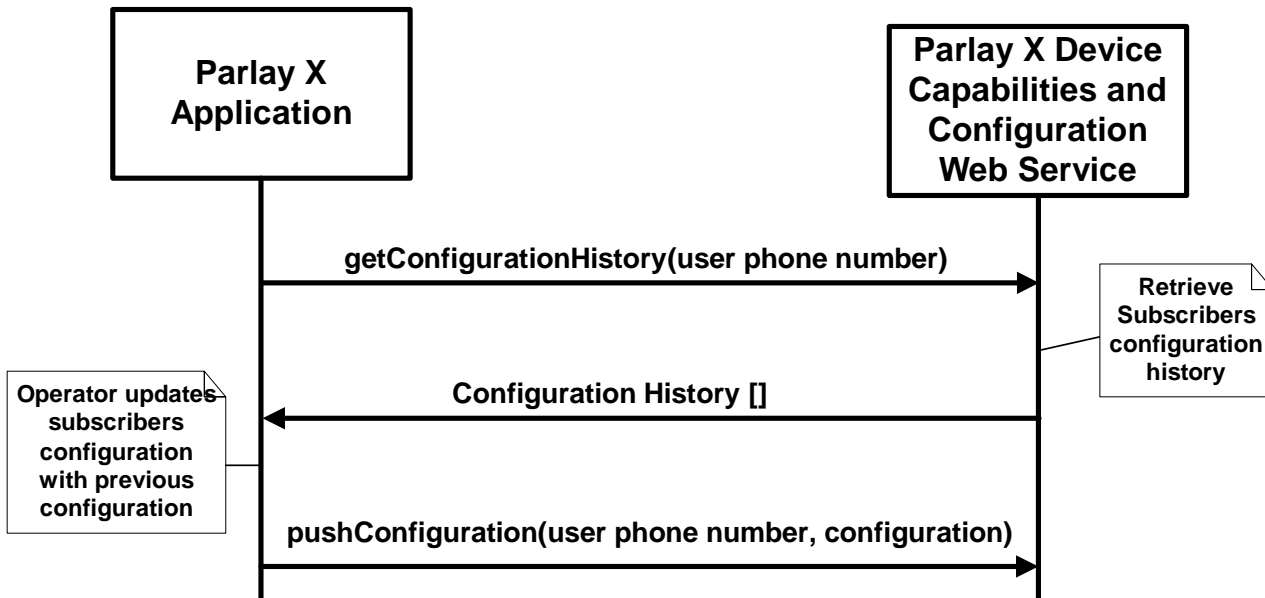 Parlay X
Application
Parlay X Device
Capabilities and
Configuration
Web Service
getConfigurationHistory(user phone number)
Retrieve
Subscribers
configuration
history
Configuration History []
Operator updates
subscribers
configuration
with previous
configuration
pushConfiguration(user phone number, configuration)